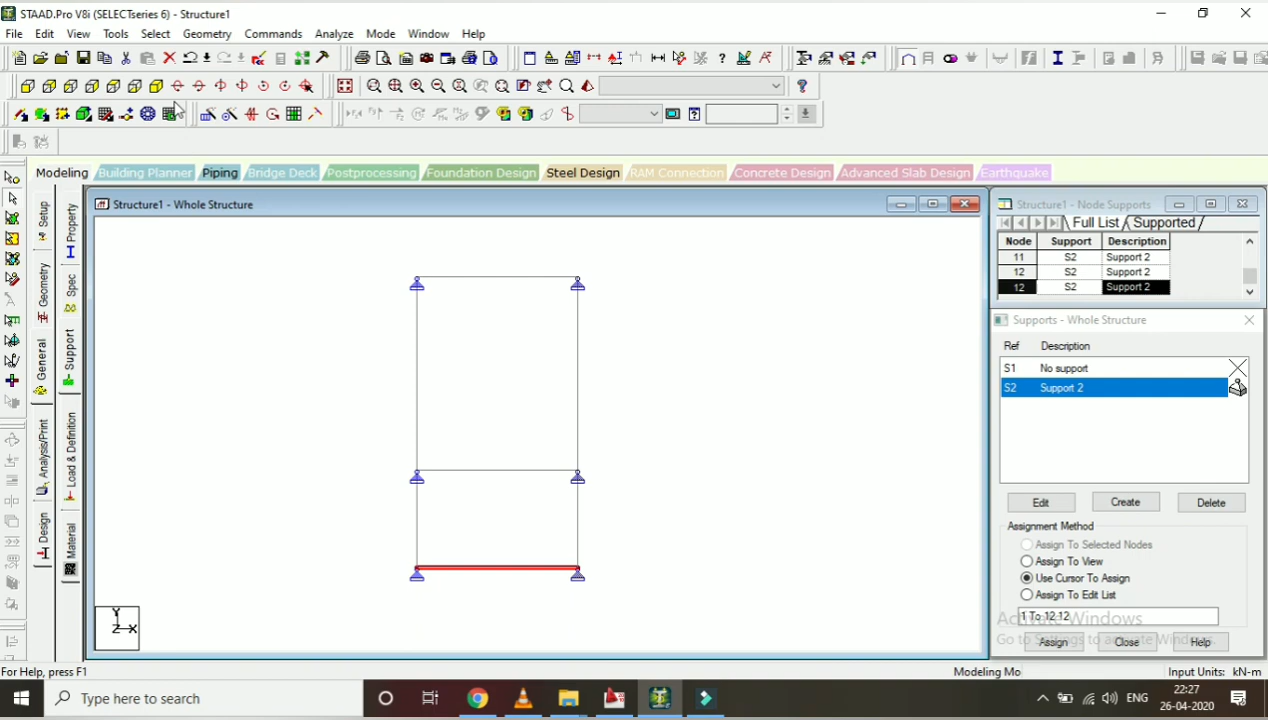 STAAD.Pro V8i (SELECTseries 6) - Structure1
File Edit View Tools Select Geometry Commands Analyze Mode Window Help
Modeling Building Planner Piping Bridge Deck Postprocessing Foundation Design Steel Design RAM Connection Concrete Design Advanced Slab Design Earthquake
Structure1 - Whole Structure
Setup
Geometry
General
Analysis/Print
Design
Property
Spec
Support
Load & Definition
Material
Y
Z X
Structure1 - Node Supports
Full List Supported
Node Support Description
11 S2 Support 2
12 S2 Support 2
12 S2 Support 2
Supports - Whole Structure
Ref Description
S1 No support
S2 Support 2
Edit Create Delete
Assignment Method
Assign To Selected Nodes
Assign To View
Use Cursor To Assign
Assign To Edit List
1 To 12 12
Activate Windows
Go to Settings to activate Windows.
Assign Close Help
For Help, press F1
Modeling Mo
Input Units: kN-m
Type here to search
ENG
22:27
26-04-2020